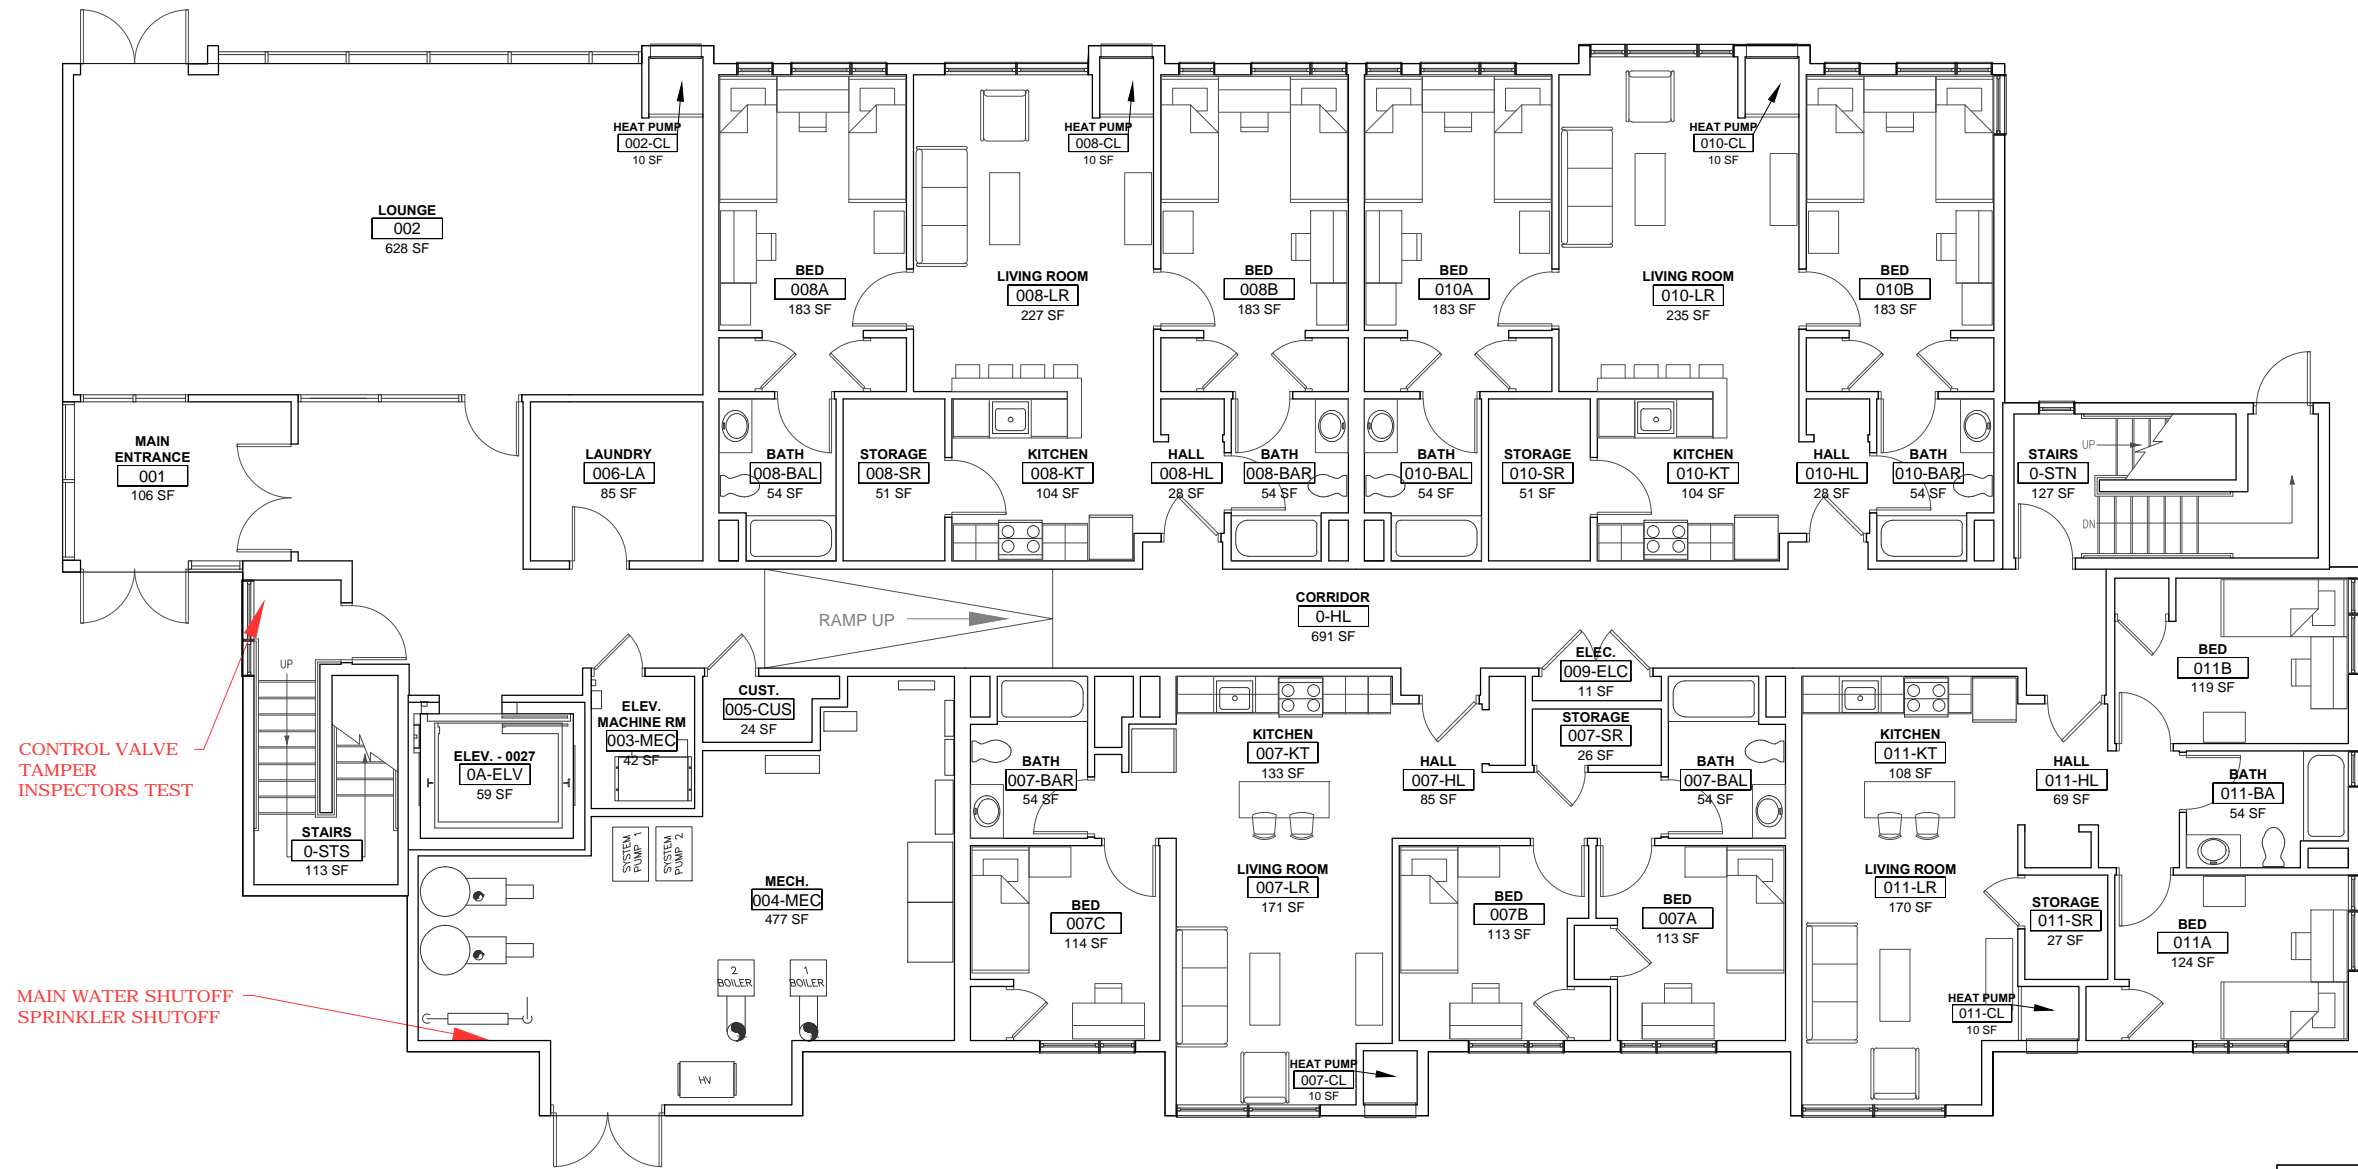 HEAT PUMP
002-CL
10 SF
HEAT PUMP
008-CL
10 SF
HEAT PUMP
010-CL
10 SF
LOUNGE
002
628 SF
BED
008A
183 SF
LIVING ROOM
008-LR
227 SF
BED
008B
183 SF
BED
010A
183 SF
LIVING ROOM
010-LR
235 SF
BED
010B
183 SF
MAIN
ENTRANCE
001
106 SF
LAUNDRY
006-LA
85 SF
BATH
008-BAL
54 SF
STORAGE
008-SR
51 SF
KITCHEN
008-KT
104 SF
HALL
008-HL
28 SF
BATH
008-BAR
54 SF
BATH
010-BAL
54 SF
STORAGE
010-SR
51 SF
KITCHEN
010-KT
104 SF
HALL
010-HL
28 SF
BATH
010-BAR
54 SF
STAIRS
0-STN
127 SF
UP
DN
RAMP UP
CORRIDOR
0-HL
691 SF
UP
CONTROL VALVE
TAMPER
INSPECTORS TEST
STAIRS
0-STS
113 SF
ELEV. - 0027
0A-ELV
59 SF
ELEV.
MACHINE RM
003-MEC
42 SF
CUST.
005-CUS
24 SF
SYSTEM
PUMP 1
SYSTEM
PUMP 2
MECH.
004-MEC
477 SF
2
BOILER
1
BOILER
HV
MAIN WATER SHUTOFF
SPRINKLER SHUTOFF
BATH
007-BAR
54 SF
KITCHEN
007-KT
133 SF
HALL
007-HL
85 SF
ELEC.
009-ELC
11 SF
STORAGE
007-SR
26 SF
BATH
007-BAL
54 SF
BED
007C
114 SF
LIVING ROOM
007-LR
171 SF
BED
007B
113 SF
BED
007A
113 SF
HEAT PUMP
007-CL
10 SF
KITCHEN
011-KT
108 SF
HALL
011-HL
69 SF
BED
011B
119 SF
BATH
011-BA
54 SF
LIVING ROOM
011-LR
170 SF
STORAGE
011-SR
27 SF
BED
011A
124 SF
HEAT PUMP
011-CL
10 SF